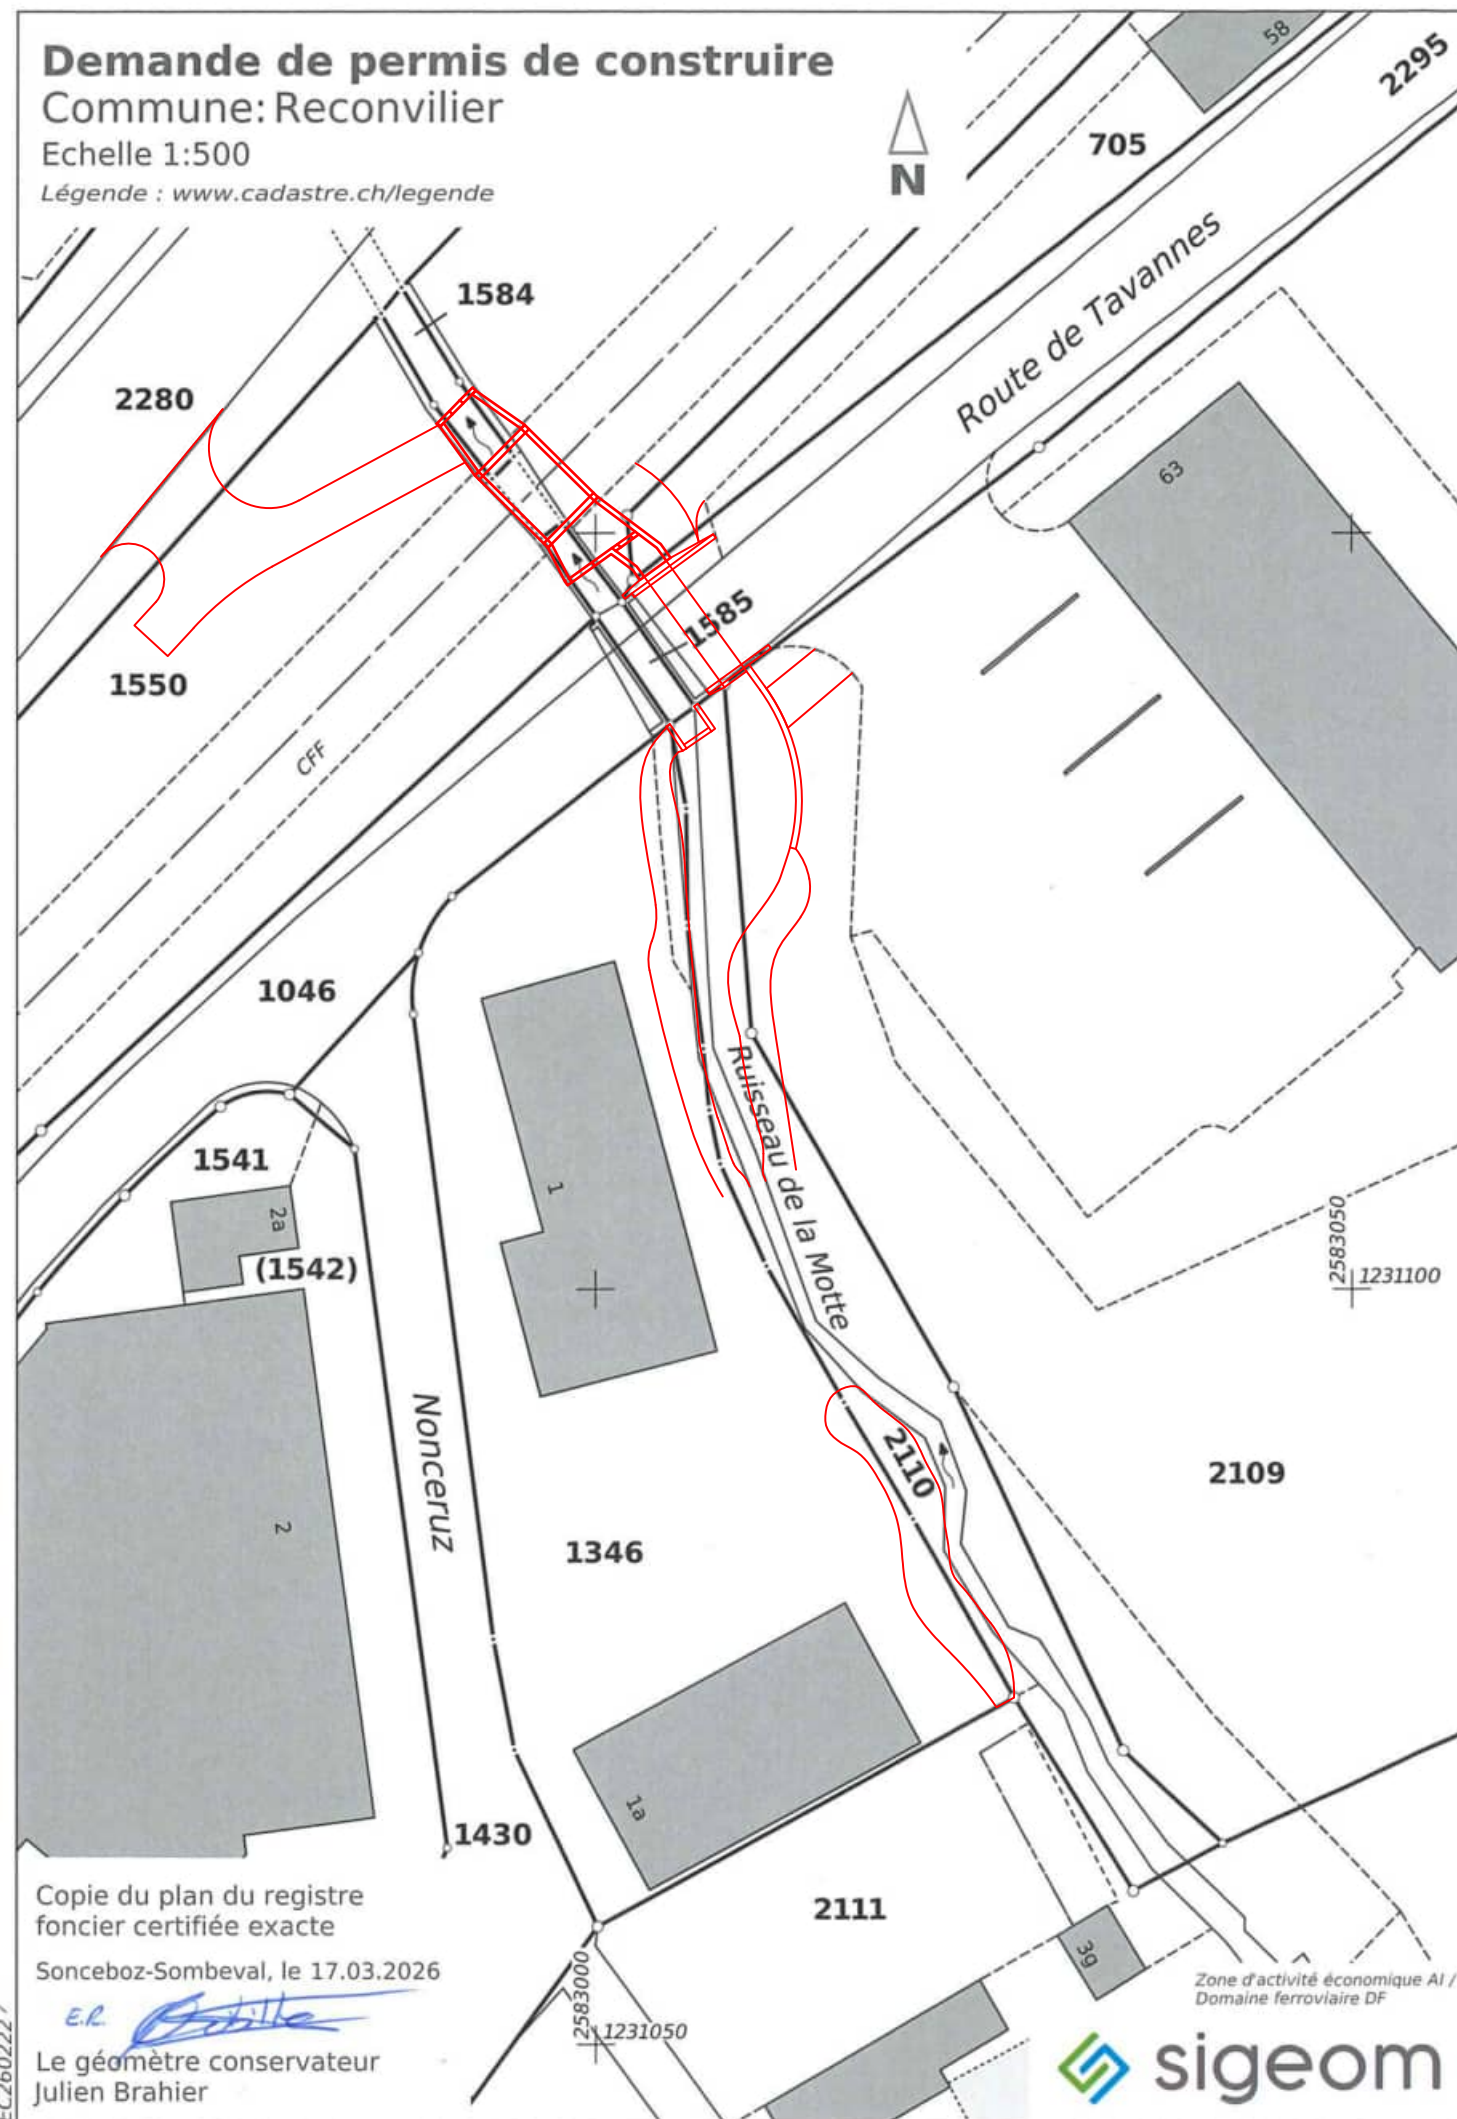 Demande de permis de construire
Commune: Reconvilier
Echelle 1:500
Légende : www.cadastre.ch/legende
N
58
2295
705
1584
Route de Tavannes
2280
63
1585
1550
CFF
1046
Ruisseau de la Motte
1541
1
2a
(1542)
2583050
1231100
Nonceruz
2110
2109
2
1346
1a
1430
2111
3g
Copie du plan du registre
foncier certifiée exacte
Sonceboz-Sombeval, le 17.03.2026
E.R.
Le géomètre conservateur
Julien Brahier
2583000
1231050
Zone d'activité économique AI /
Domaine ferroviaire DF
sigeom